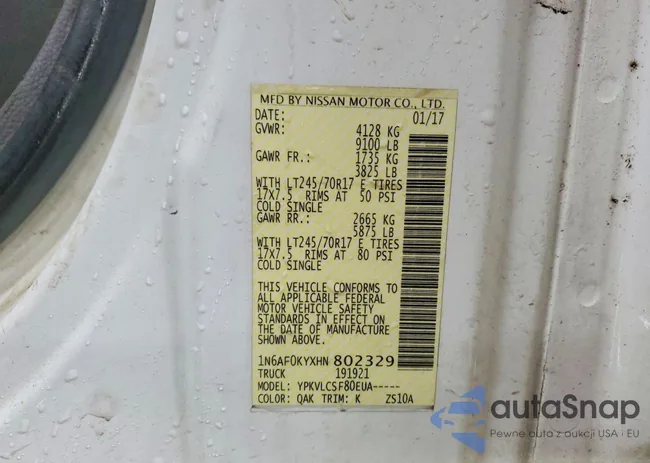 MFD BY NISSAN MOTOR CO., LTD.
DATE: 01/17
GVWR: 4128 KG
9100 LB
GAWR FR.: 1735 KG
3825 LB
WITH LT245/70R17 E TIRES
17X7.5 RIMS AT 50 PSI
COLD SINGLE
GAWR RR.: 2665 KG
5875 LB
WITH LT245/70R17 E TIRES
17X7.5 RIMS AT 80 PSI
COLD SINGLE
THIS VEHICLE CONFORMS TO
ALL APPLICABLE FEDERAL
MOTOR VEHICLE SAFETY
STANDARDS IN EFFECT ON
THE DATE OF MANUFACTURE
SHOWN ABOVE.
1N6AF0KYXHN 802329
TRUCK 191921
MODEL: YPKVLCSF80EUA-----
COLOR: QAK TRIM: K ZS10A
autaSnap
Pewne auta z aukcji USA i EU